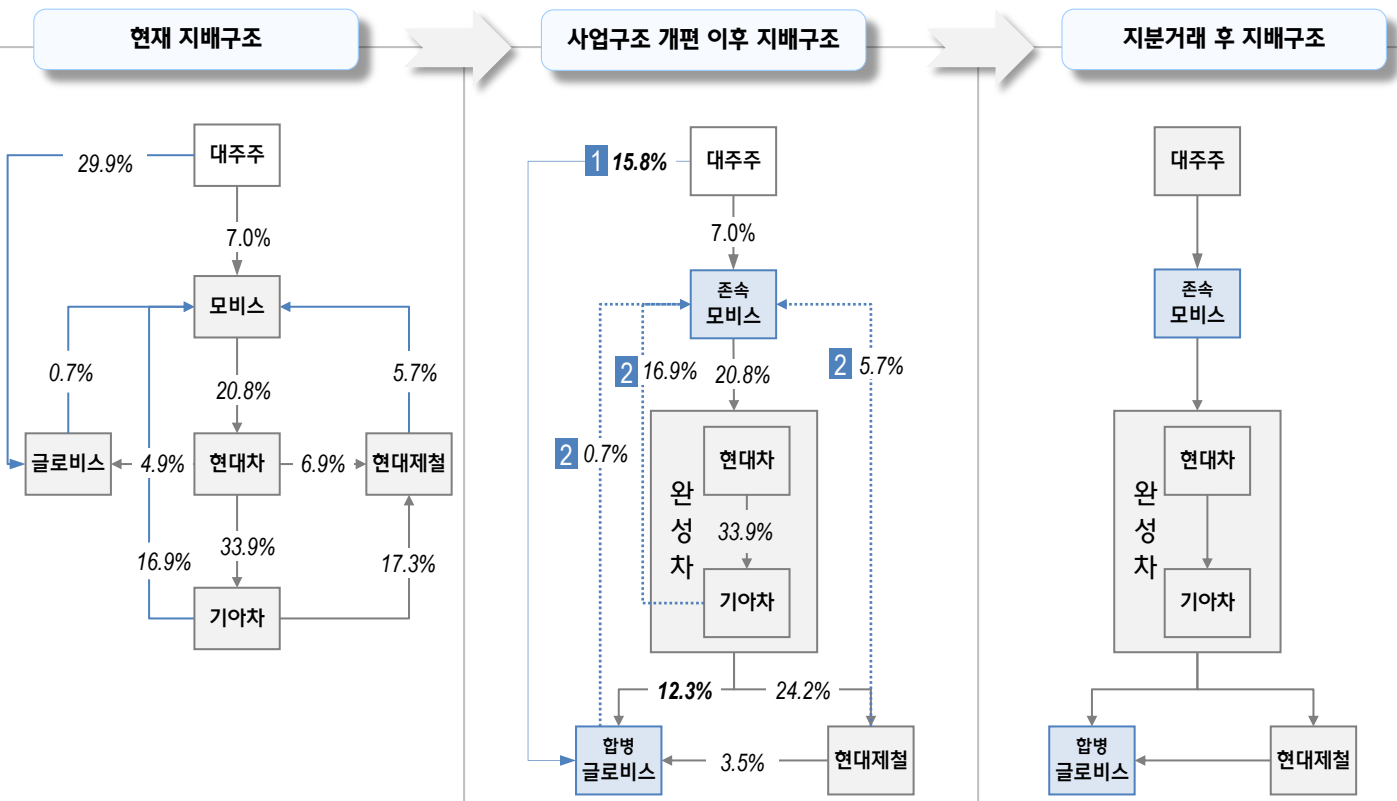 현재 지배구조
사업구조 개편 이후 지배구조
지분거래 후 지배구조
대주주
29.9%
7.0%
모비스
0.7%
5.7%
20.8%
글로비스
4.9%
현대차
6.9%
현대제철
33.9%
16.9%
17.3%
기아차
1 15.8%
대주주
7.0%
존속
모비스
2 16.9%
20.8%
2 5.7%
2 0.7%
완
성
차
현대차
33.9%
기아차
12.3%
24.2%
합병
글로비스
3.5%
현대제철
대주주
존속
모비스
완
성
차
현대차
기아차
합병
글로비스
현대제철